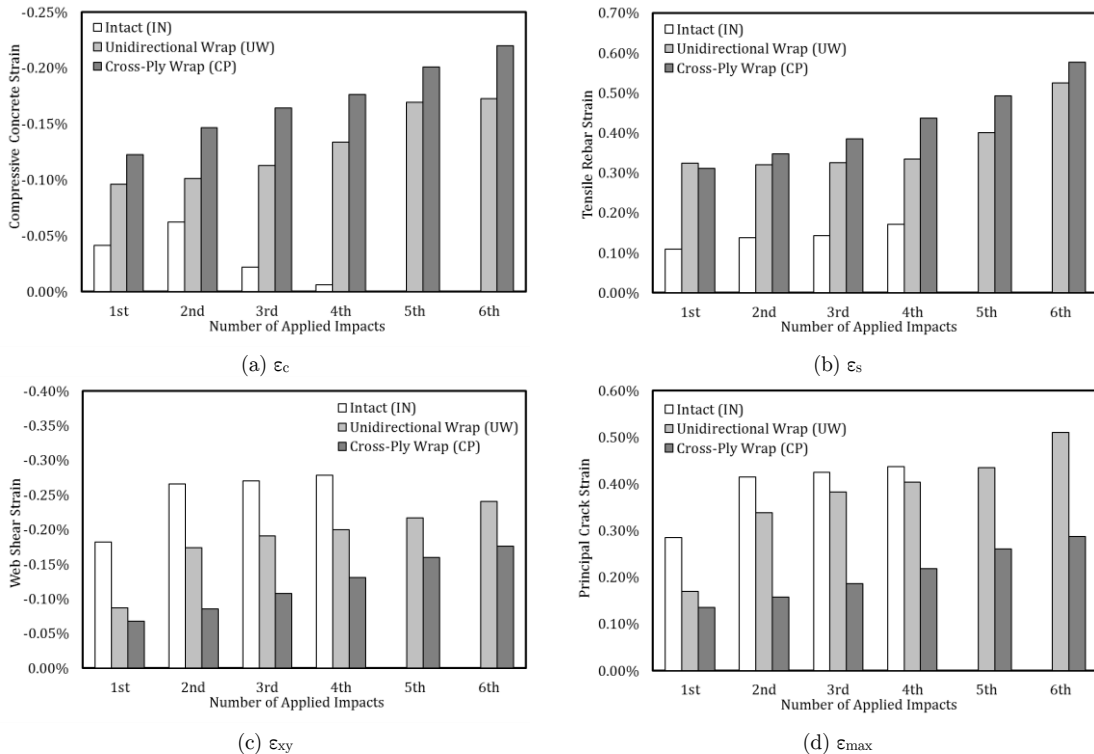 -0.25%
-0.20%
-0.15%
-0.10%
-0.05%
0.00%
Compressive Concrete Strain
Intact (IN)
Unidirectional Wrap (UW)
Cross-Ply Wrap (CP)
1st 2nd 3rd 4th 5th 6th
Number of Applied Impacts
(a) εc
0.70%
0.60%
0.50%
0.40%
0.30%
0.20%
0.10%
0.00%
Tensile Rebar Strain
Intact (IN)
Unidirectional Wrap (UW)
Cross-Ply Wrap (CP)
1st 2nd 3rd 4th 5th 6th
Number of Applied Impacts
(b) εs
-0.40%
-0.35%
-0.30%
-0.25%
-0.20%
-0.15%
-0.10%
-0.05%
0.00%
Web Shear Strain
Intact (IN)
Unidirectional Wrap (UW)
Cross-Ply Wrap (CP)
1st 2nd 3rd 4th 5th 6th
Number of Applied Impacts
(c) εxy
0.60%
0.50%
0.40%
0.30%
0.20%
0.10%
0.00%
Principal Crack Strain
Intact (IN)
Unidirectional Wrap (UW)
Cross-Ply Wrap (CP)
1st 2nd 3rd 4th 5th 6th
Number of Applied Impacts
(d) εmax